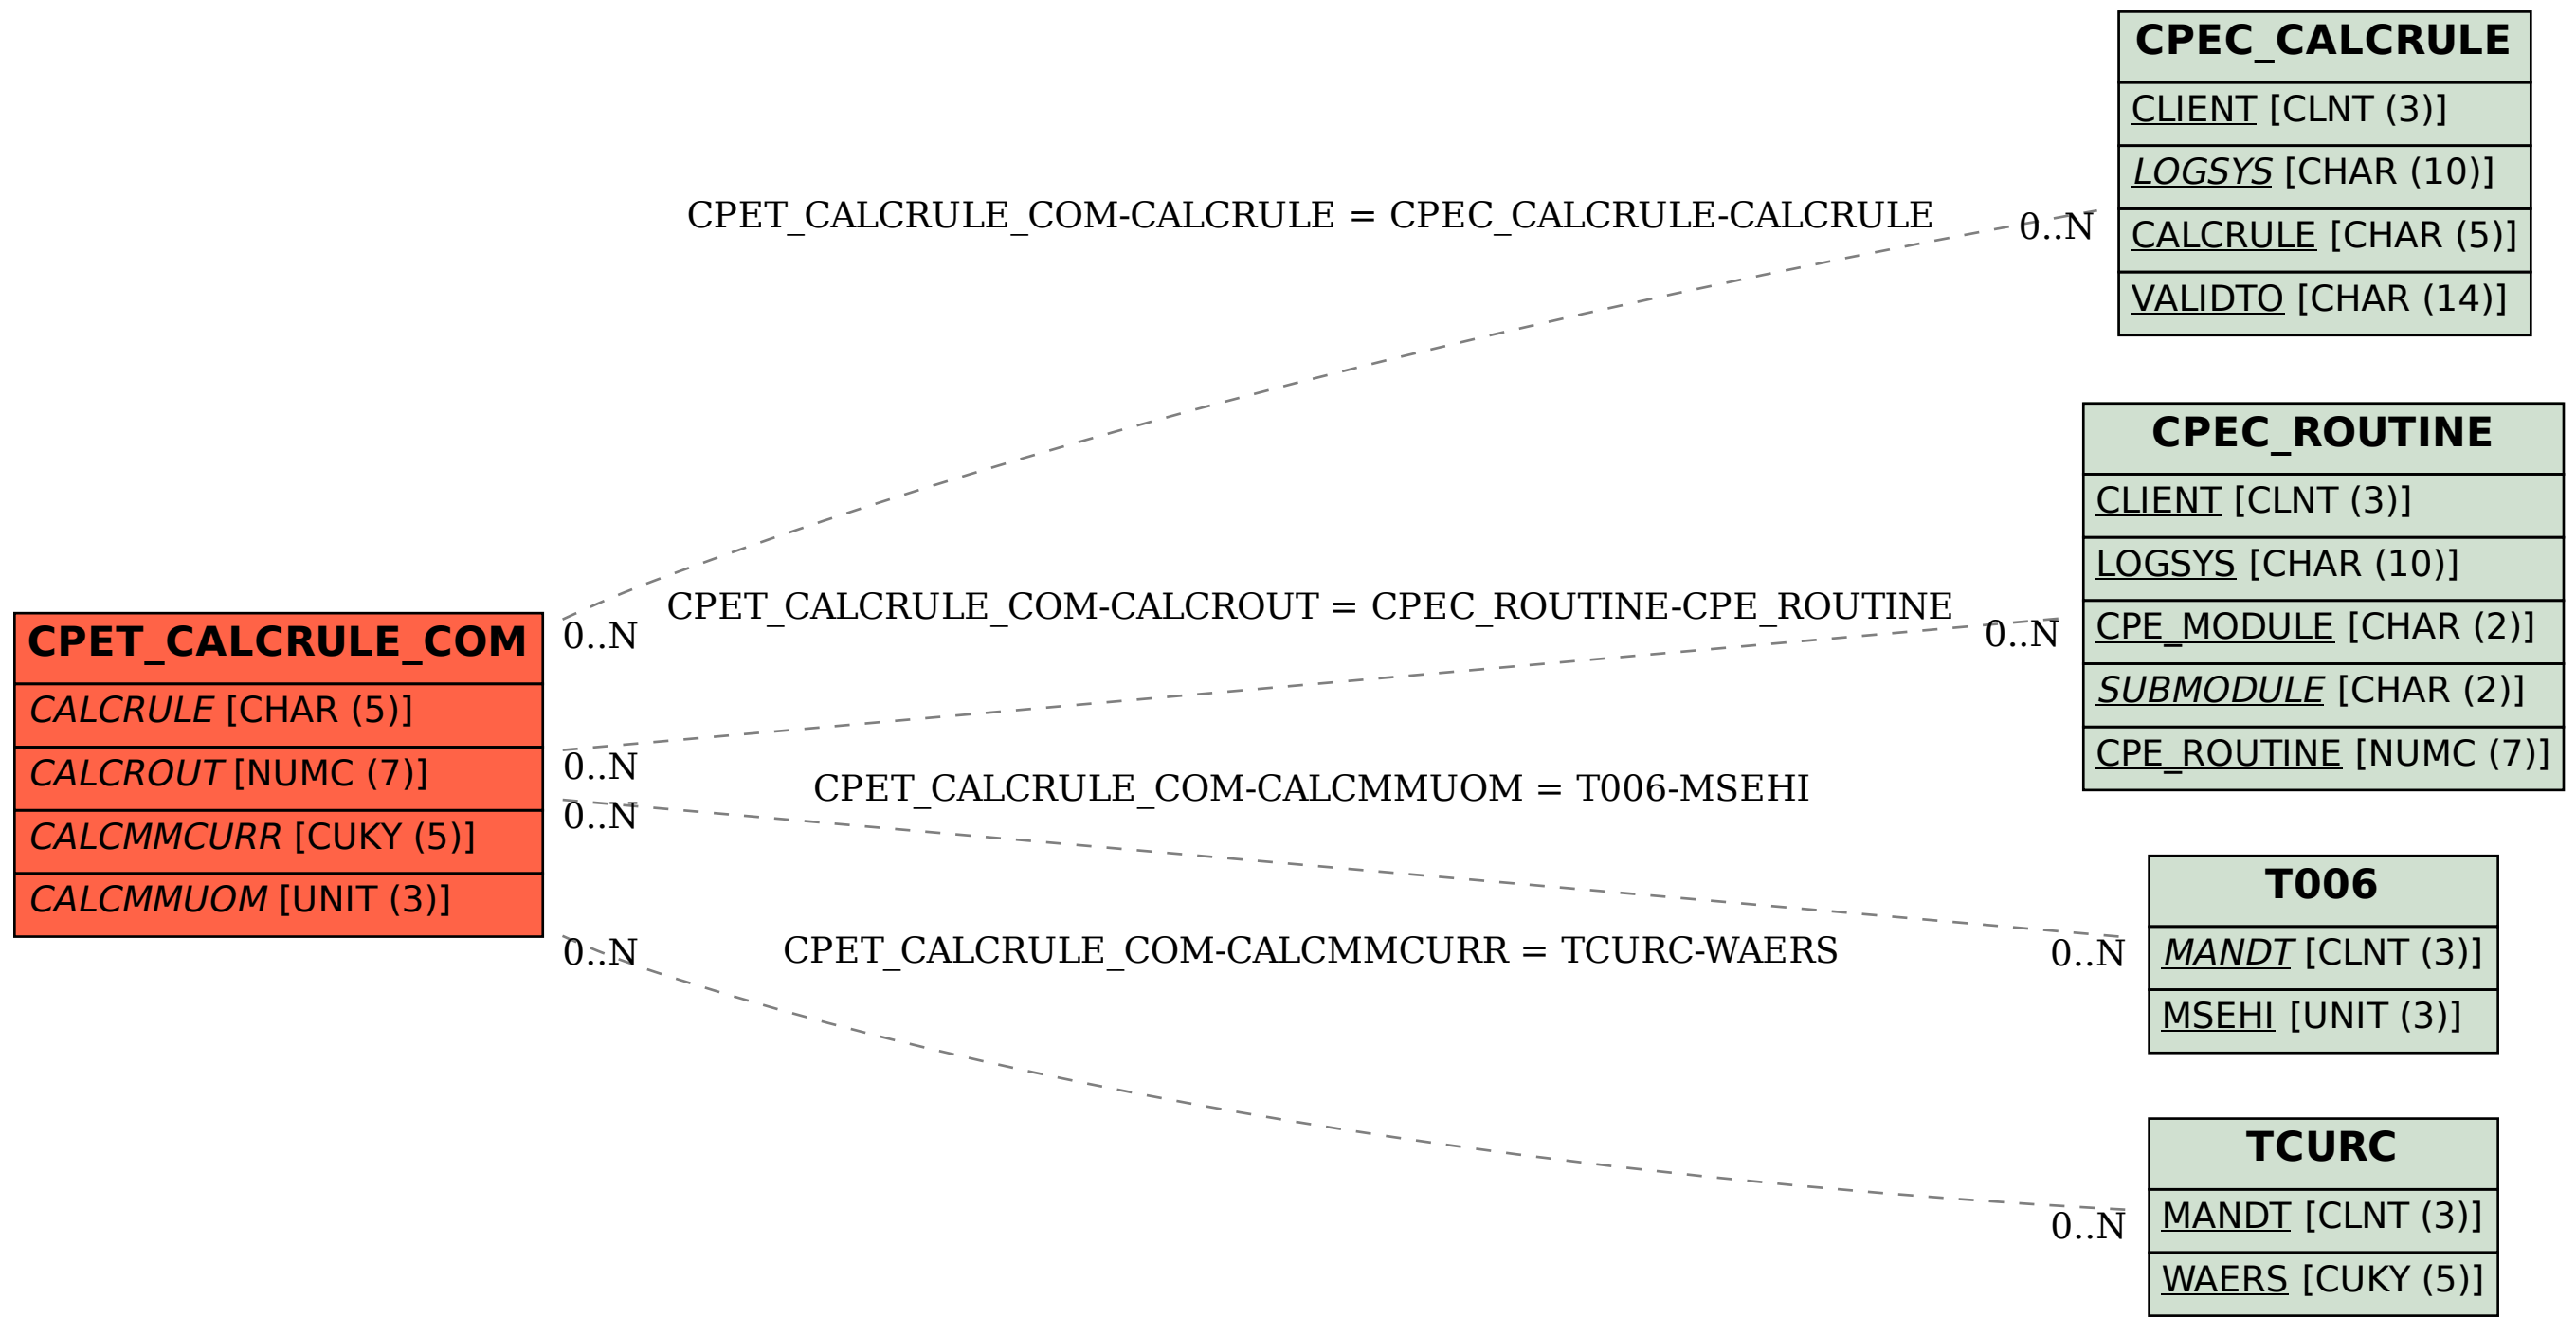 CPEC_CALCRULE
CLIENT [CLNT (3)]
LOGSYS [CHAR (10)]
CALCRULE [CHAR (5)]
VALIDTO [CHAR (14)]
CPET_CALCRULE_COM-CALCRULE = CPEC_CALCRULE-CALCRULE
0..N
0..N
CPEC_ROUTINE
CLIENT [CLNT (3)]
LOGSYS [CHAR (10)]
CPE_MODULE [CHAR (2)]
SUBMODULE [CHAR (2)]
CPE_ROUTINE [NUMC (7)]
CPET_CALCRULE_COM-CALCROUT = CPEC_ROUTINE-CPE_ROUTINE
0..N
0..N
CPET_CALCRULE_COM
CALCRULE [CHAR (5)]
CALCROUT [NUMC (7)]
CALCMMCURR [CUKY (5)]
CALCMMUOM [UNIT (3)]
CPET_CALCRULE_COM-CALCMMUOM = T006-MSEHI
0..N
0..N
T006
MANDT [CLNT (3)]
MSEHI [UNIT (3)]
CPET_CALCRULE_COM-CALCMMCURR = TCURC-WAERS
0..N
0..N
TCURC
MANDT [CLNT (3)]
WAERS [CUKY (5)]